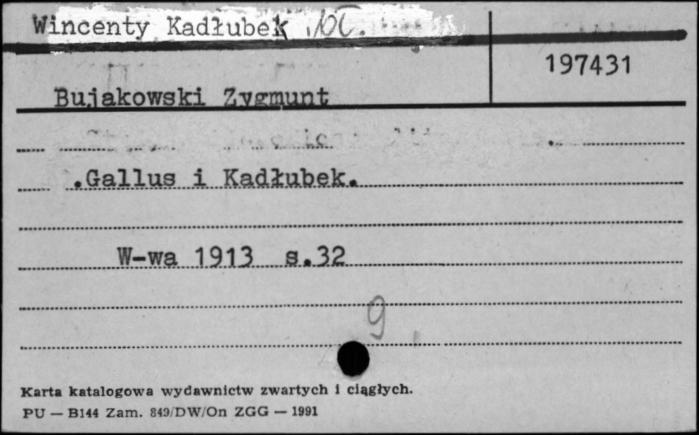 Wincenty Kadłubek
197431
Bujakowski Zygmunt
.Gallus i Kadłubek.
W-wa 1913 s.32
9
Karta katalogowa wydawnictw zwartych i ciągłych.
PU — B144 Zam. 849/DW/On ZGG — 1991